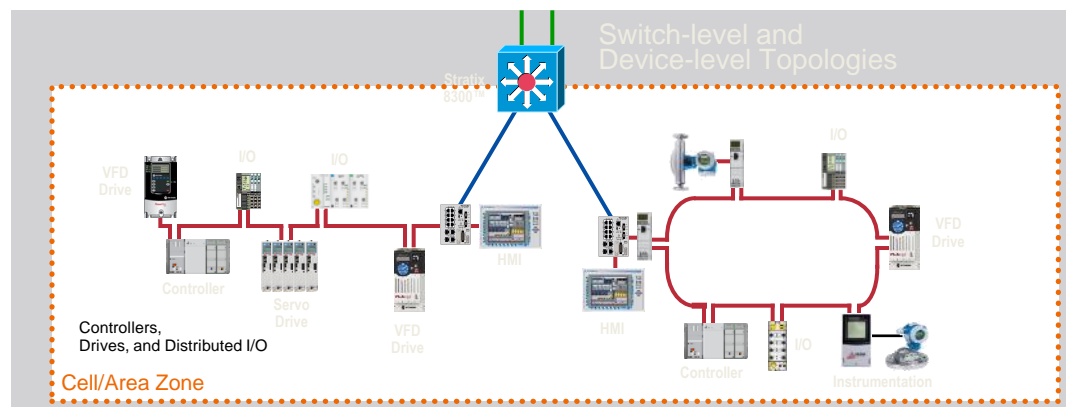 Switch-level and
Device-level Topologies
Stratix
8300™
I/O
I/O
I/O
VFD
Drive
VFD
Drive
HMI
Controller
Servo
Drive
VFD
Drive
HMI
I/O
Controller
Instrumentation
Controllers,
Drives, and Distributed I/O
Cell/Area Zone